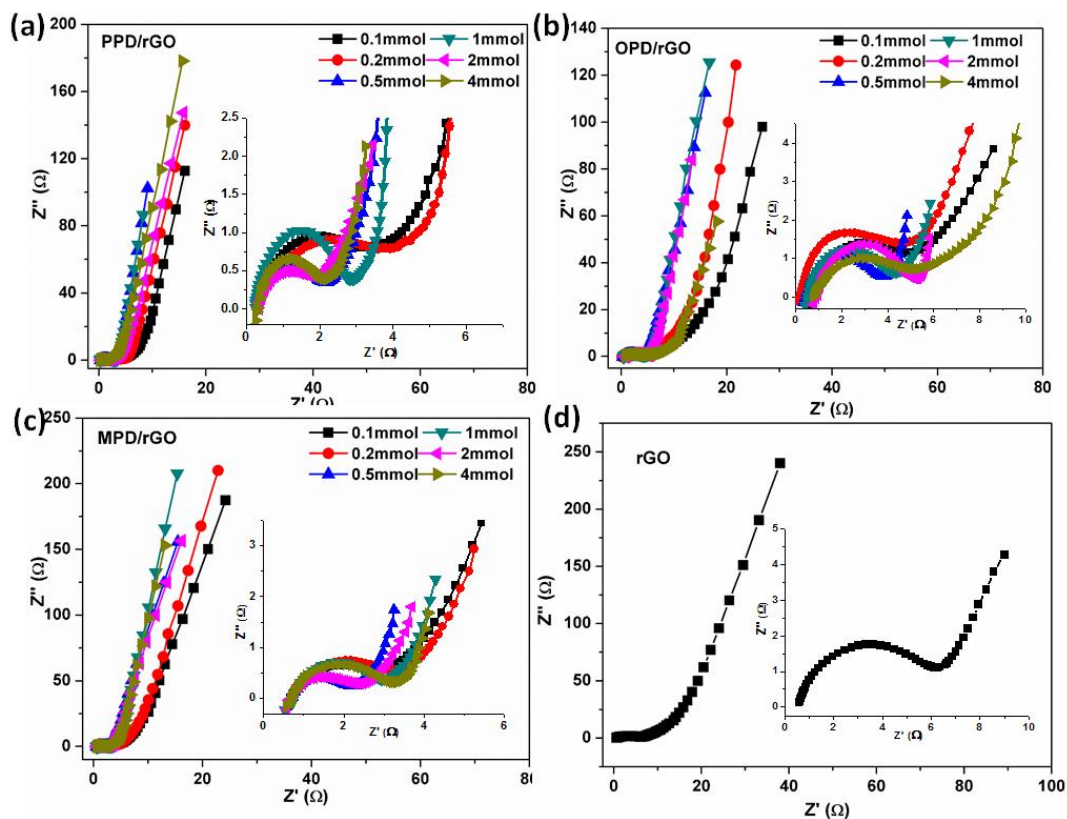 (a)
PPD/rGO
0.1mmol
1mmol
0.2mmol
2mmol
0.5mmol
4mmol
Z'' (Ω)
200
160
120
80
40
0
0
20
40
60
80
Z' (Ω)
Z'' (Ω)
2.5
2.0
1.5
1.0
0.5
0.0
0
2
4
6
Z' (Ω)
(b)
OPD/rGO
0.1mmol
1mmol
0.2mmol
2mmol
0.5mmol
4mmol
Z'' (Ω)
140
120
100
80
60
40
20
0
0
20
40
60
80
Z' (Ω)
Z'' (Ω)
4
3
2
1
0
0
2
4
6
8
10
Z' (Ω)
(c)
MPD/rGO
0.1mmol
1mmol
0.2mmol
2mmol
0.5mmol
4mmol
Z'' (Ω)
250
200
150
100
50
0
0
20
40
60
80
Z' (Ω)
Z'' (Ω)
3
2
1
0
0
2
4
6
Z' (Ω)
(d)
rGO
Z'' (Ω)
250
200
150
100
50
0
0
20
40
60
80
100
Z' (Ω)
Z'' (Ω)
5
4
3
2
1
0
0
2
4
6
8
10
Z' (Ω)